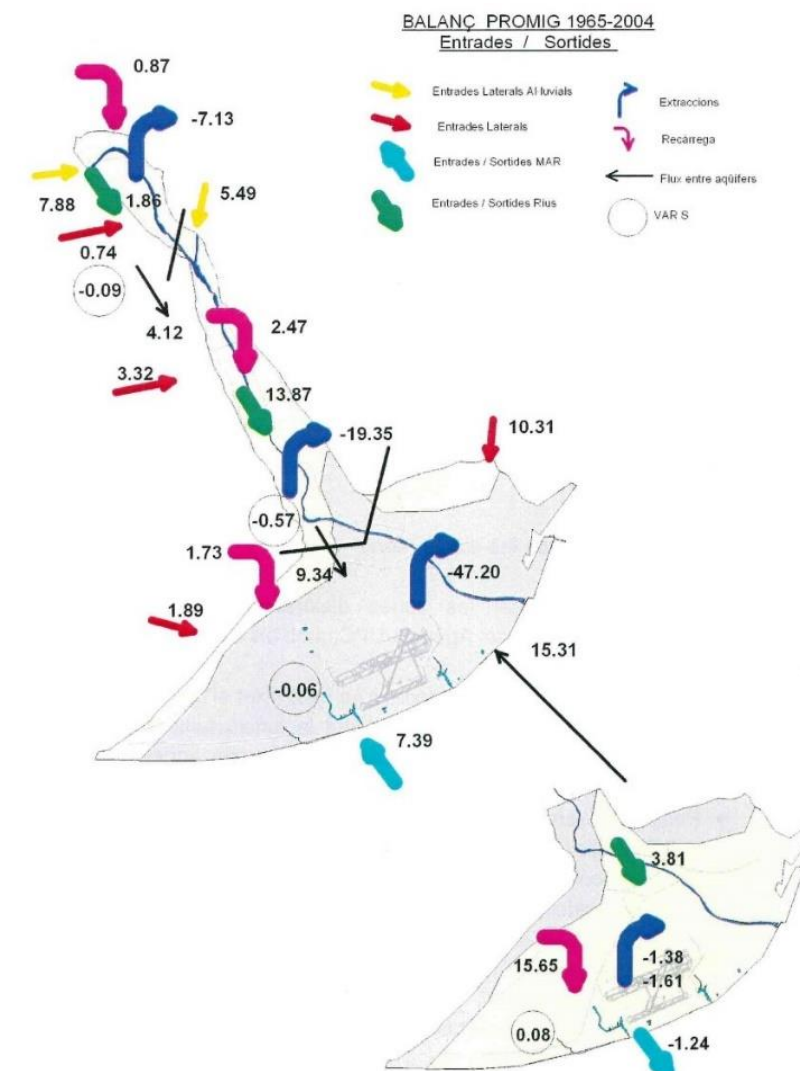 BALANÇ PROMIG 1965-2004
Entrades / Sortides
Entrades Laterals Al·luvials
Entrades Laterals
Entrades / Sortides MAR
Entrades / Sortides Rius
Extraccions
Recàrrega
Flux entre aqüífers
VAR S
0.87
-7.13
7.88
1.86
5.49
0.74
-0.09
4.12
2.47
3.32
13.87
-19.35
10.31
-0.57
1.73
9.34
-47.20
1.89
15.31
-0.06
7.39
3.81
15.65
-1.38
-1.61
0.08
-1.24